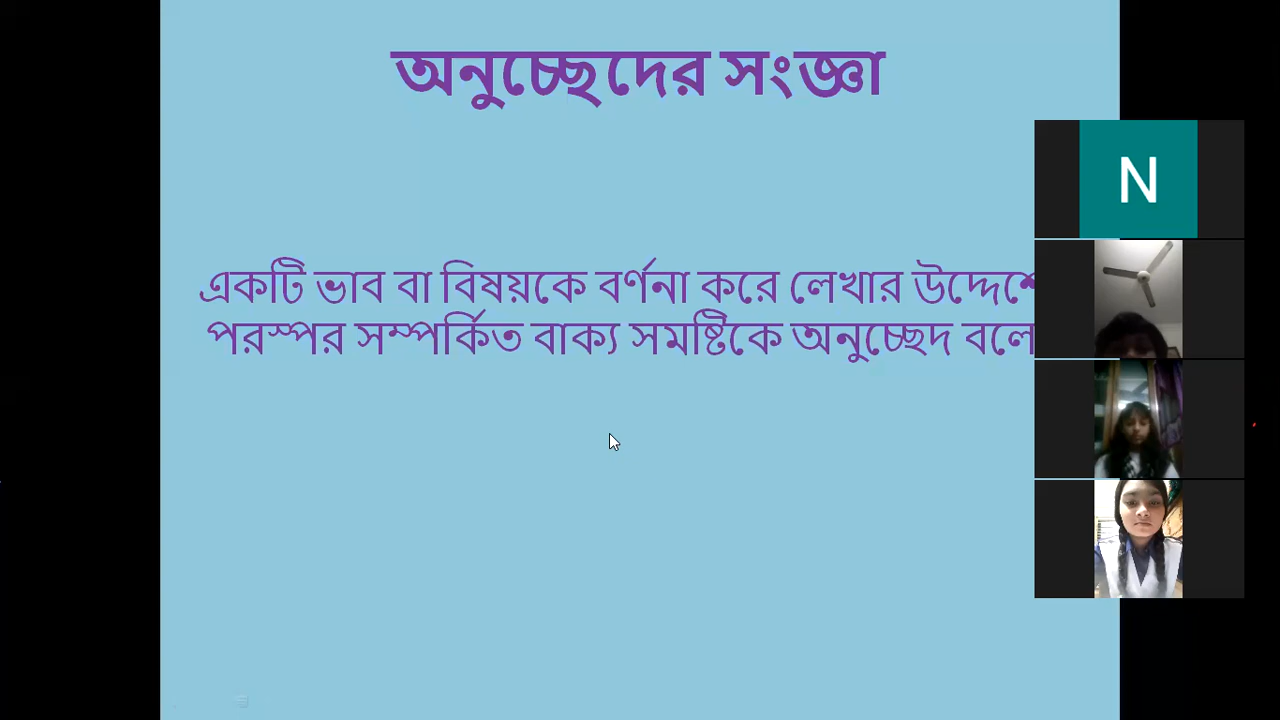 অনুচ্ছেদের সংজ্ঞা
N
একটি ভাব বা বিষয়কে বর্ণনা করে লেখার
পরস্পর সম্পর্কিত বাক্য সমষ্টিকে অনুচ্ছেদ বলে